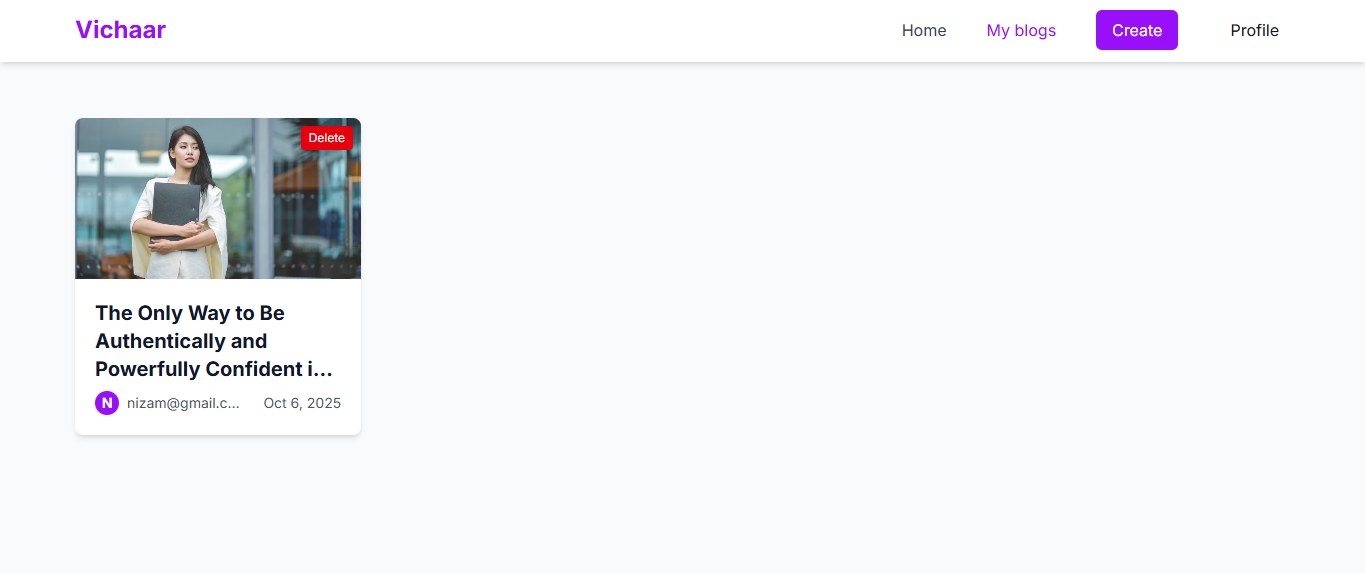 Vichaar
Home
My blogs
Create
Profile
Delete
The Only Way to Be
Authentically and
Powerfully Confident i...
N
nizam@gmail.c...
Oct 6, 2025